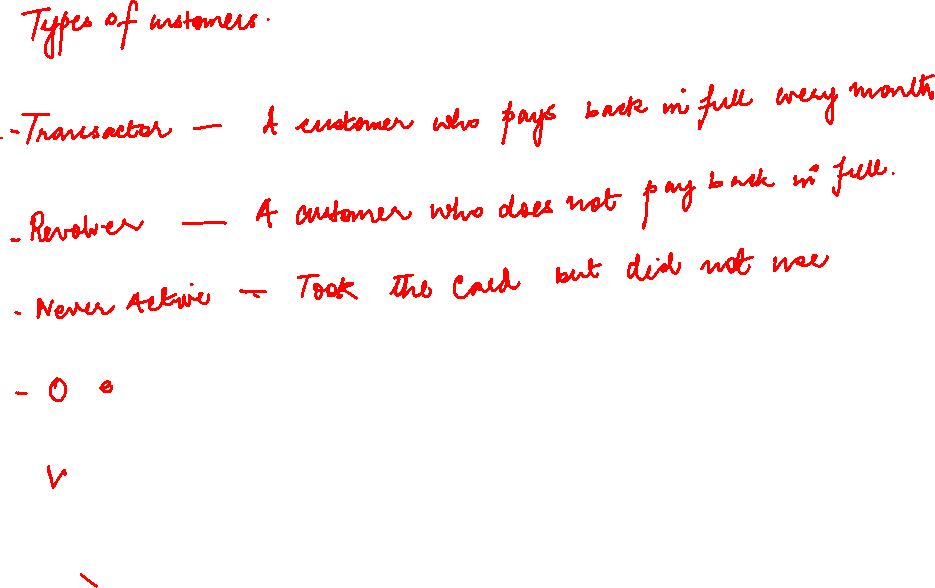 Types of customers.
- Transactor — A customer who pays back in full every month
- Revolver — A customer who does not pay back in full.
- Never Active — Took the Card but did not use
- O
V